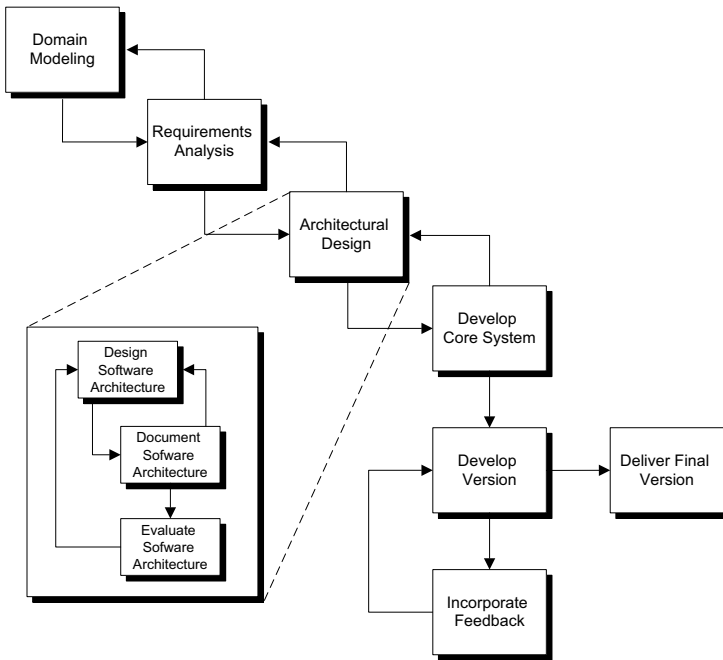 Domain
Modeling
Requirements
Analysis
Architectural
Design
Develop
Core System
Design
Software
Architecture
Document
Sofware
Architecture
Evaluate
Sofware
Architecture
Develop
Version
Deliver Final
Version
Incorporate
Feedback